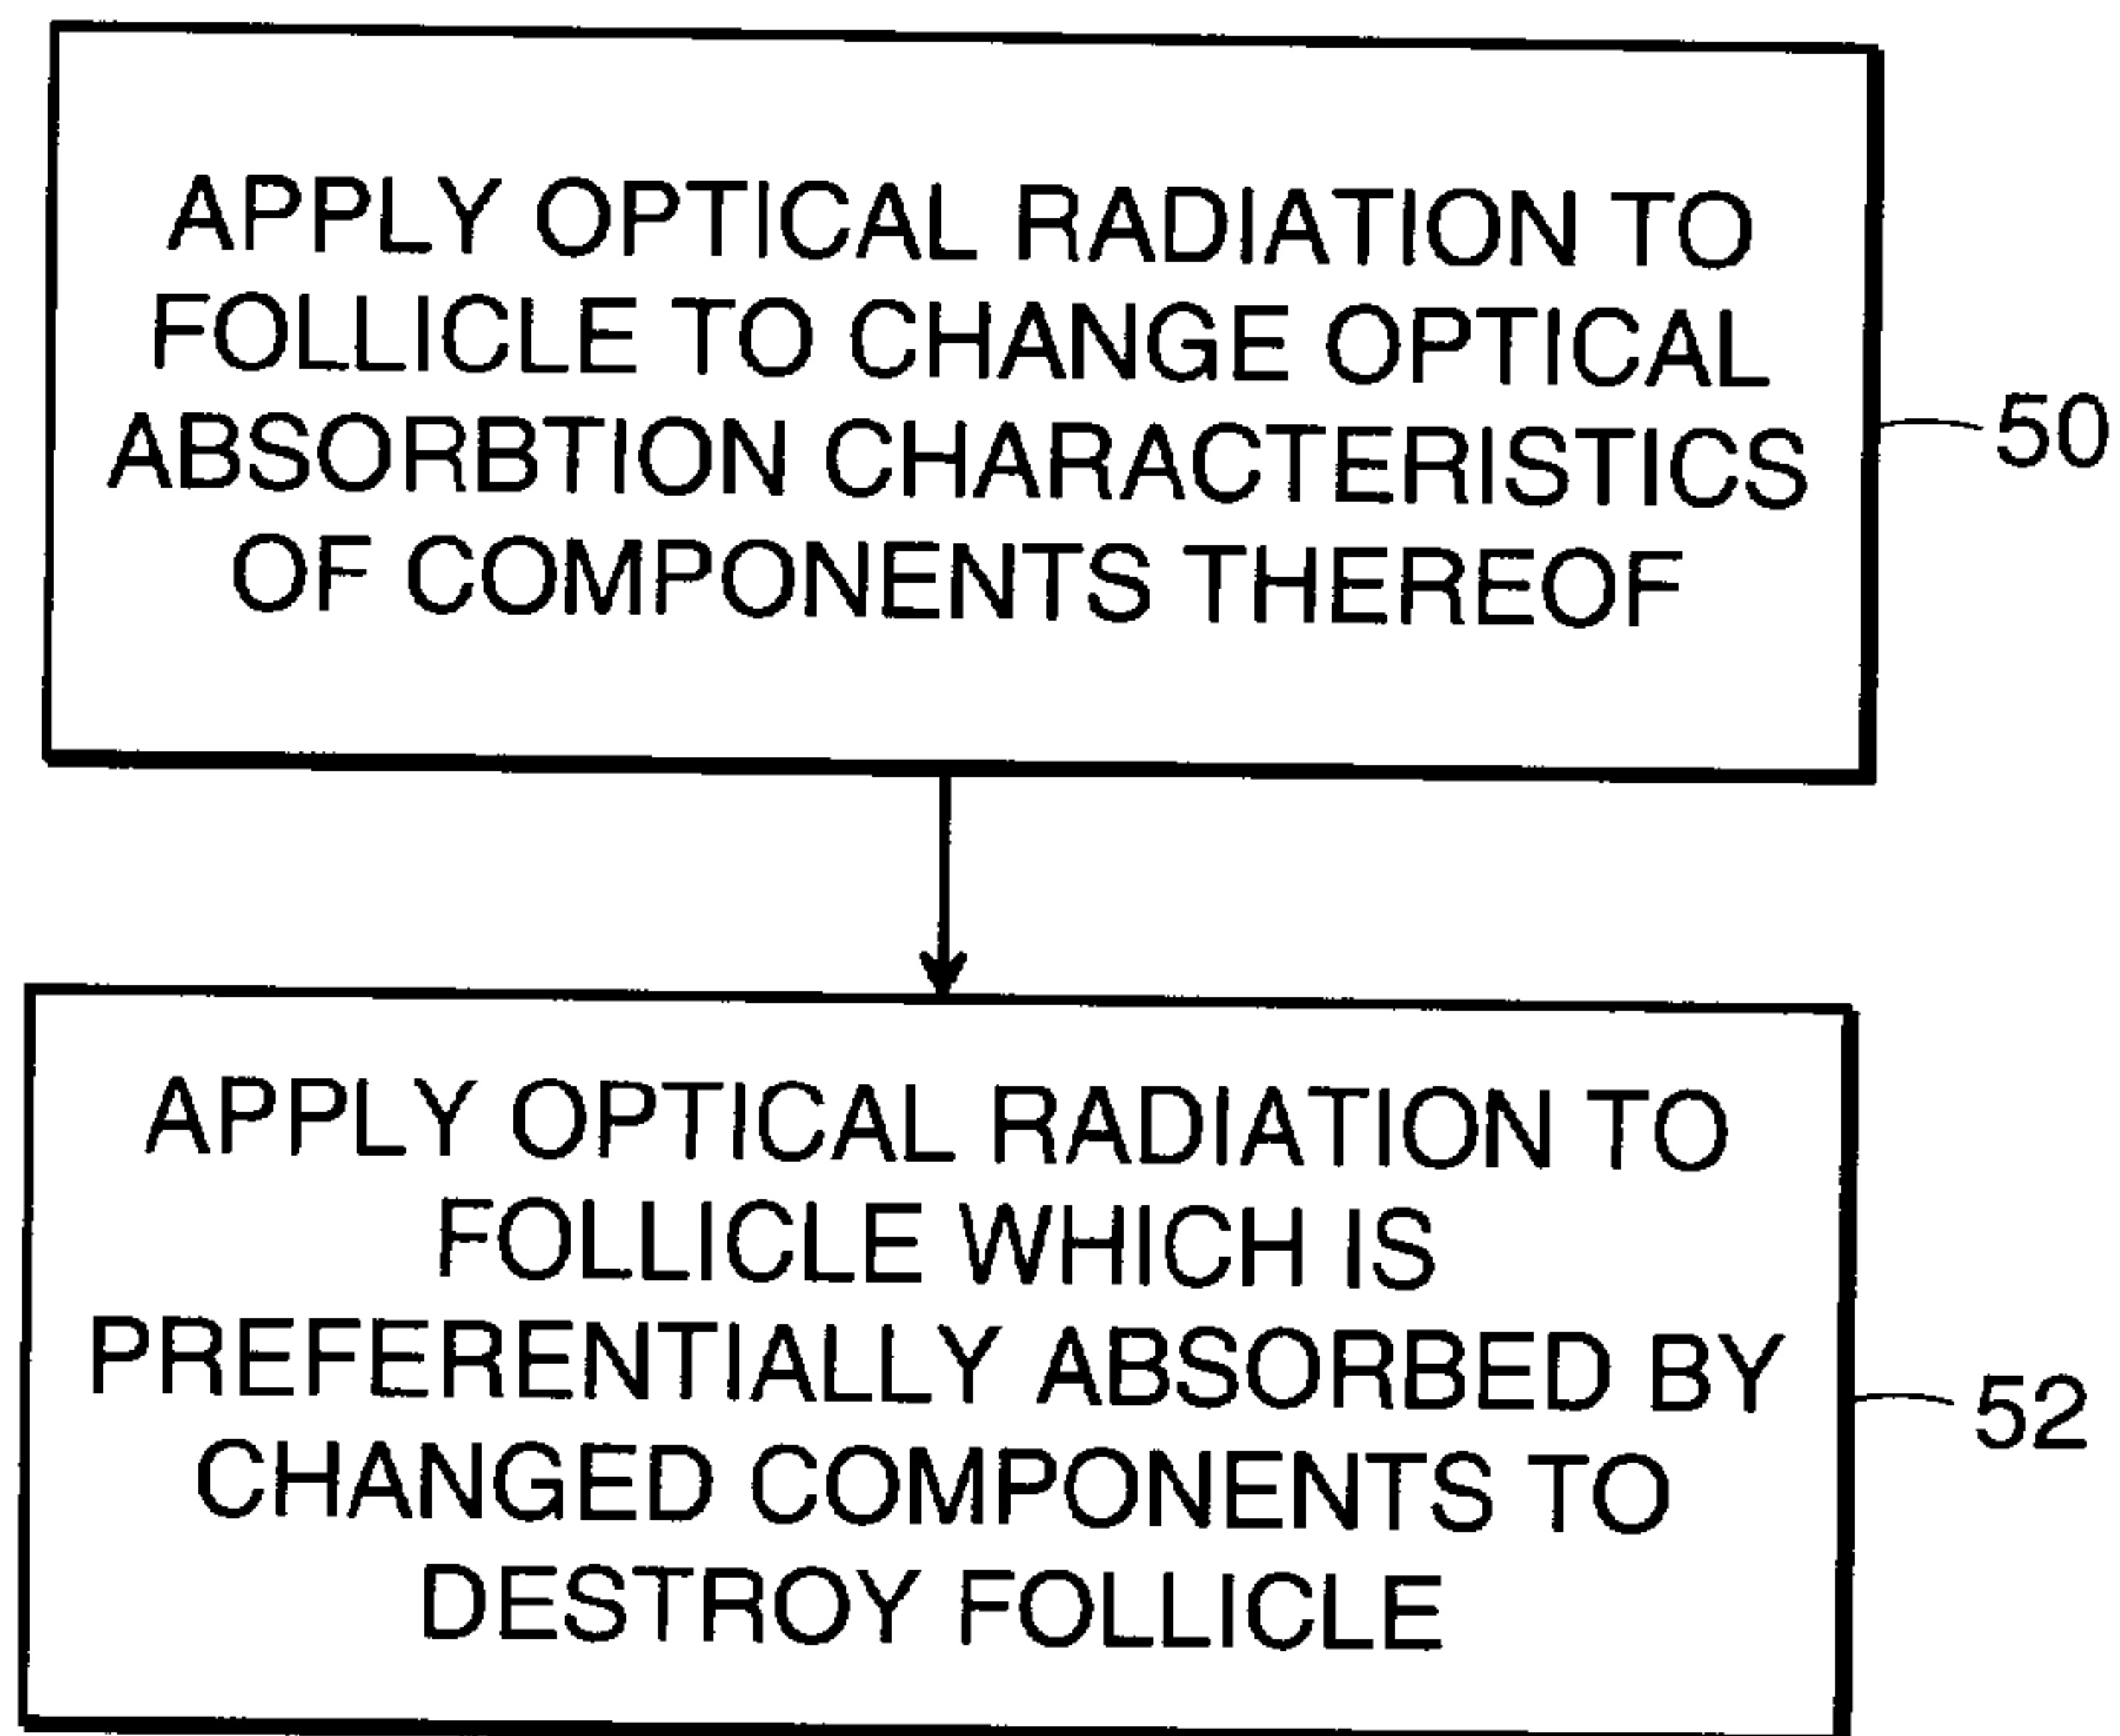 APPLY OPTICAL RADIATION TO
FOLLICLE TO CHANGE OPTICAL
ABSORBTION CHARACTERISTICS
OF COMPONENTS THEREOF
50
APPLY OPTICAL RADIATION TO
FOLLICLE WHICH IS
PREFERENTIALLY ABSORBED BY
CHANGED COMPONENTS TO
DESTROY FOLLICLE
52